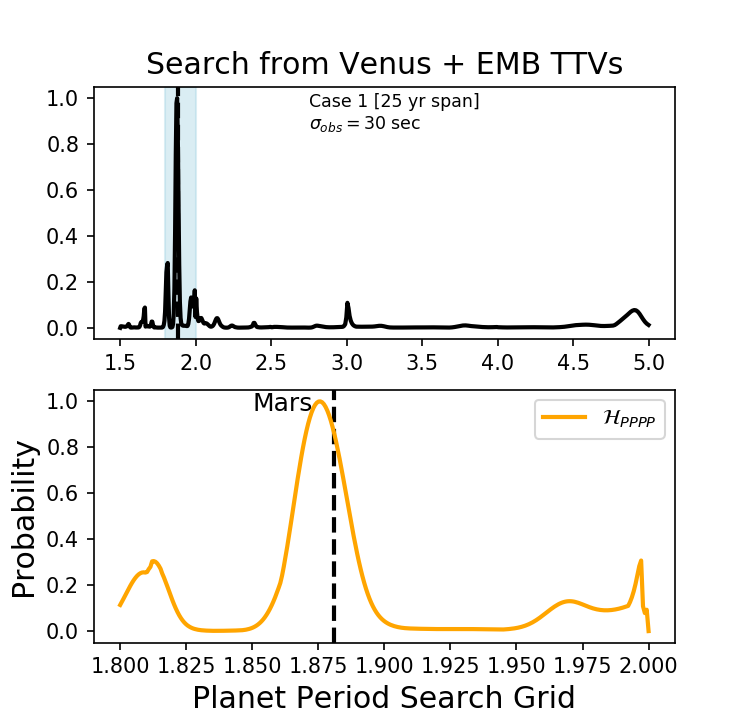 Search from Venus + EMB TTVs
Case 1 [25 yr span]
σ_obs = 30 sec
1.0
0.8
0.6
0.4
0.2
0.0
1.5 2.0 2.5 3.0 3.5 4.0 4.5 5.0
Mars
ℋ_PPPP
1.0
0.8
0.6
0.4
0.2
0.0
Probability
1.800 1.825 1.850 1.875 1.900 1.925 1.950 1.975 2.000
Planet Period Search Grid